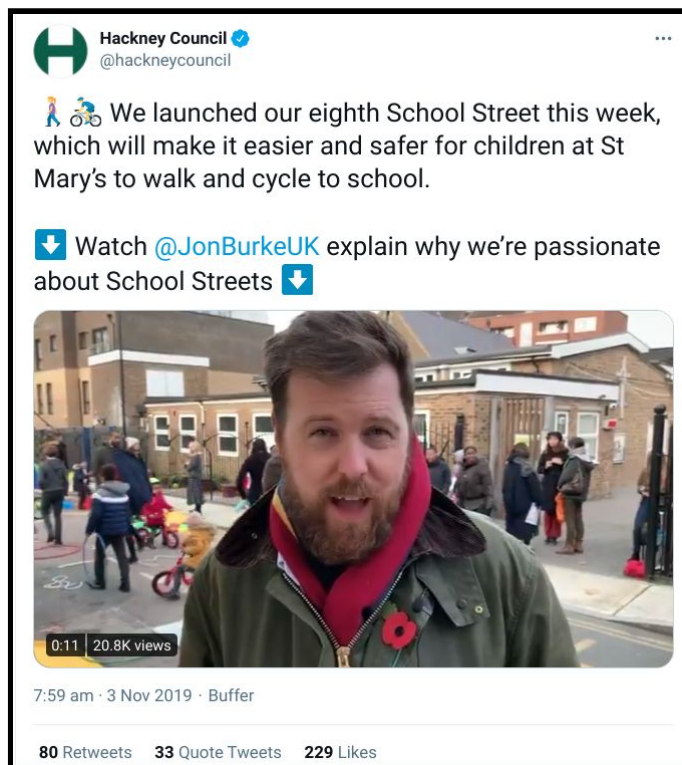 Hackney Council
@hackneycouncil
🚶🚴 We launched our eighth School Street this week,
which will make it easier and safer for children at St
Mary's to walk and cycle to school.
⬇️ Watch @JonBurkeUK explain why we're passionate
about School Streets ⬇️
0:11 20.8K views
7:59 am · 3 Nov 2019 · Buffer
80 Retweets 33 Quote Tweets 229 Likes